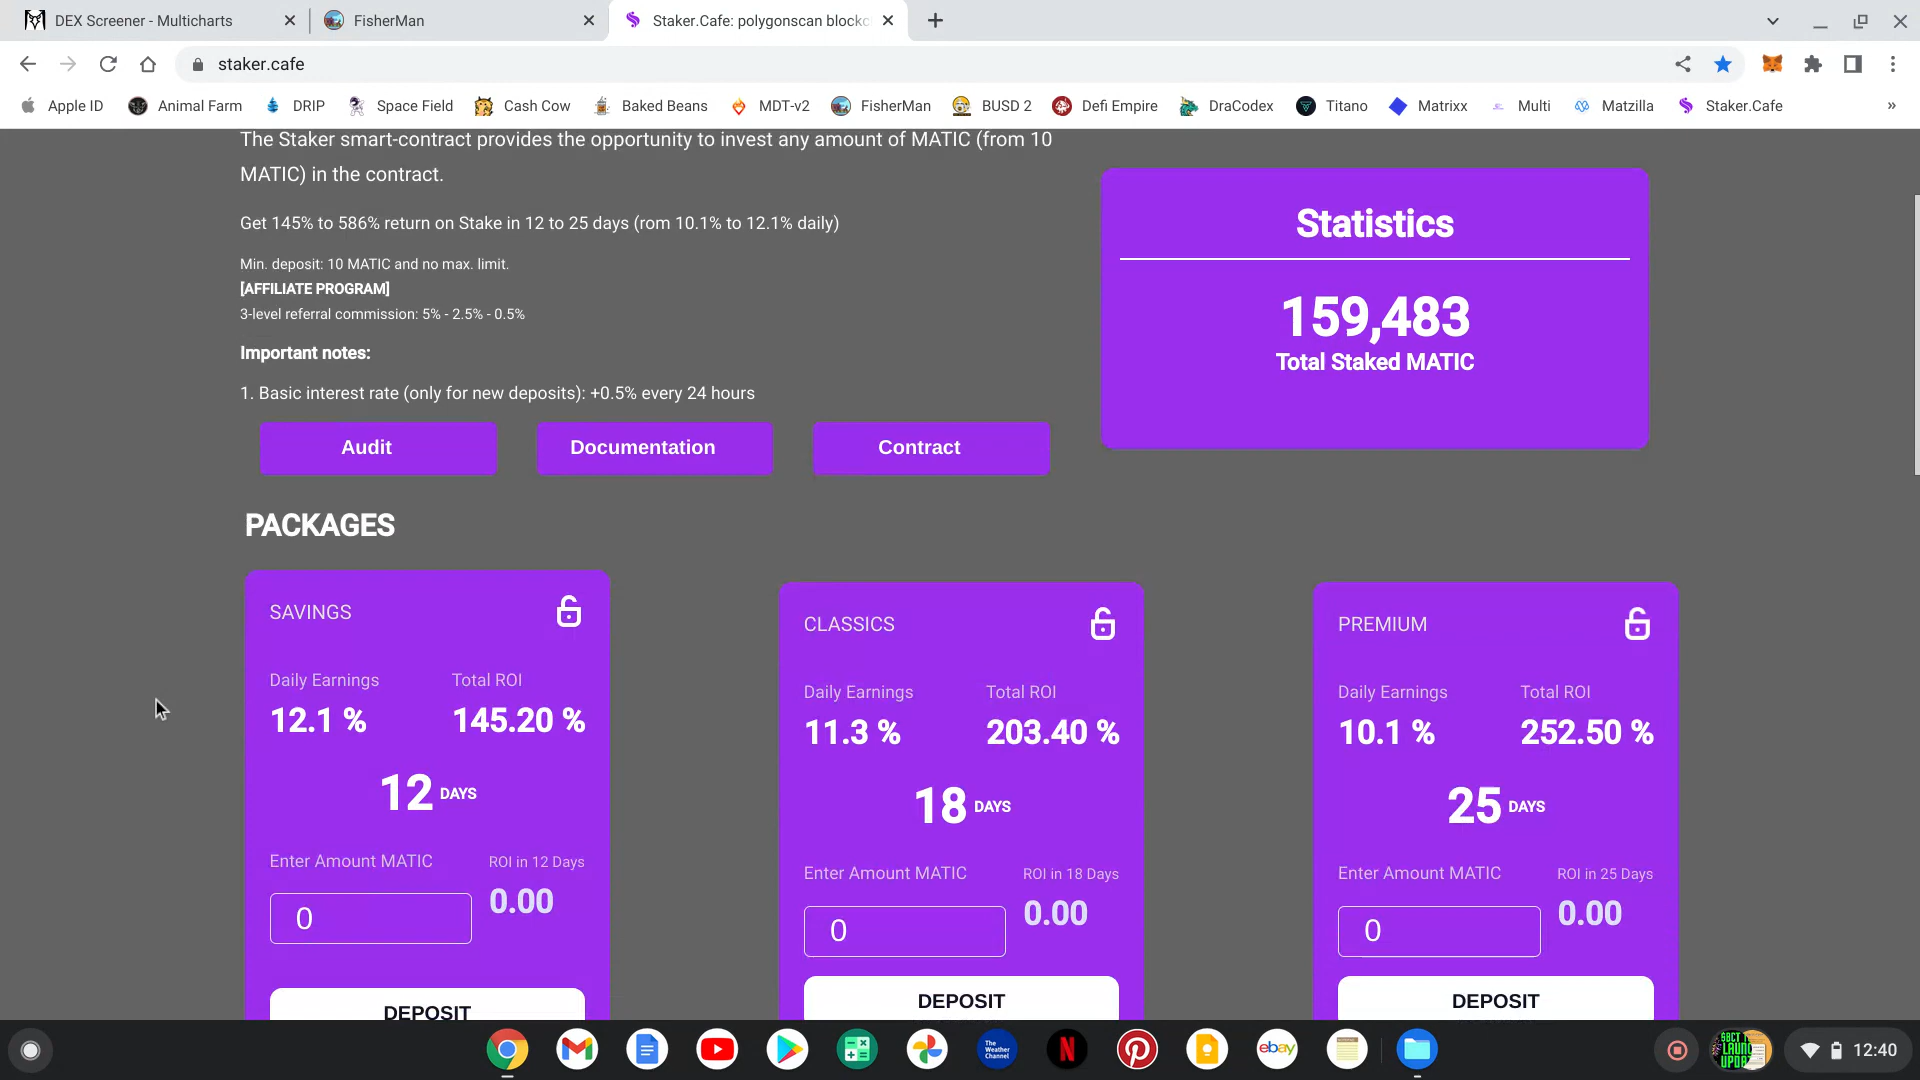 DEX Screener - Multicharts
FisherMan
Staker.Cafe: polygonscan blockc
staker.cafe
Apple ID
Animal Farm
DRIP
Space Field
Cash Cow
Baked Beans
MDT-v2
FisherMan
BUSD 2
Defi Empire
DraCodex
Titano
Matrixx
Multi
Matzilla
Staker.Cafe
»
The Staker smart-contract provides the opportunity to invest any amount of MATIC (from 10
MATIC) in the contract.
Get 145% to 586% return on Stake in 12 to 25 days (rom 10.1% to 12.1% daily)
Min. deposit: 10 MATIC and no max. limit.
[AFFILIATE PROGRAM]
3-level referral commission: 5% - 2.5% - 0.5%
Important notes:
1. Basic interest rate (only for new deposits): +0.5% every 24 hours
Audit
Documentation
Contract
Statistics
159,483
Total Staked MATIC
PACKAGES
SAVINGS
Daily Earnings
Total ROI
12.1 %
145.20 %
12 DAYS
Enter Amount MATIC
ROI in 12 Days
0
0.00
DEPOSIT
CLASSICS
Daily Earnings
Total ROI
11.3 %
203.40 %
18 DAYS
Enter Amount MATIC
ROI in 18 Days
0
0.00
DEPOSIT
PREMIUM
Daily Earnings
Total ROI
10.1 %
252.50 %
25 DAYS
Enter Amount MATIC
ROI in 25 Days
0
0.00
DEPOSIT
The
Weather
Channel
N
ebay
12:40